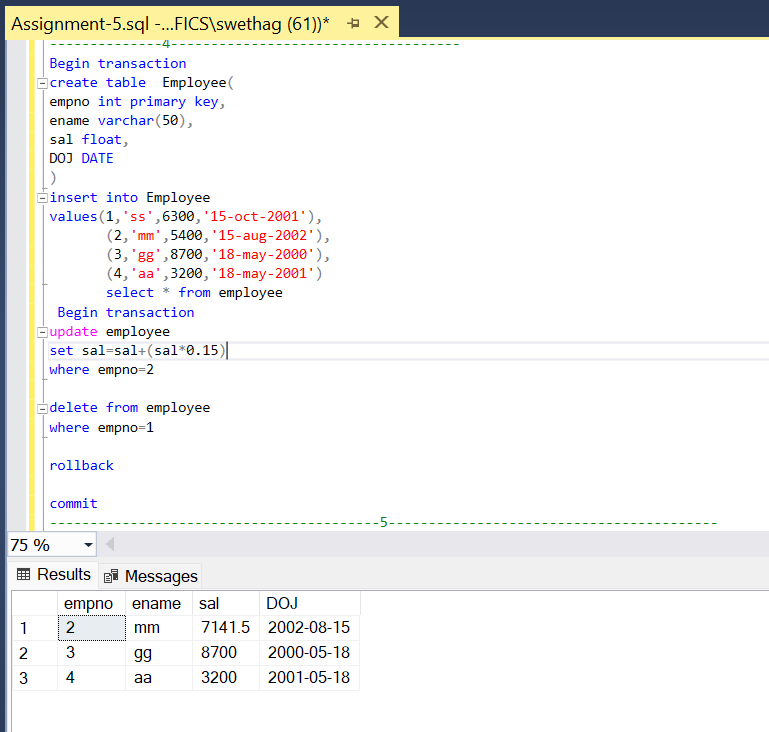 Assignment-5.sql -...FICS\swethag (61))*
--------------4------------------------------------
Begin transaction
create table  Employee(
empno int primary key,
ename varchar(50),
sal float,
DOJ DATE
)
insert into Employee
values(1,'ss',6300,'15-oct-2001'),
(2,'mm',5400,'15-aug-2002'),
(3,'gg',8700,'18-may-2000'),
(4,'aa',3200,'18-may-2001')
select * from employee
Begin transaction
update employee
set sal=sal+(sal*0.15)
where empno=2
delete from employee
where empno=1
rollback
commit
-----------------------------------------5-----------------------------------------
75 %
Results Messages
empno ename sal DOJ
1 2 mm 7141.5 2002-08-15
2 3 gg 8700 2000-05-18
3 4 aa 3200 2001-05-18